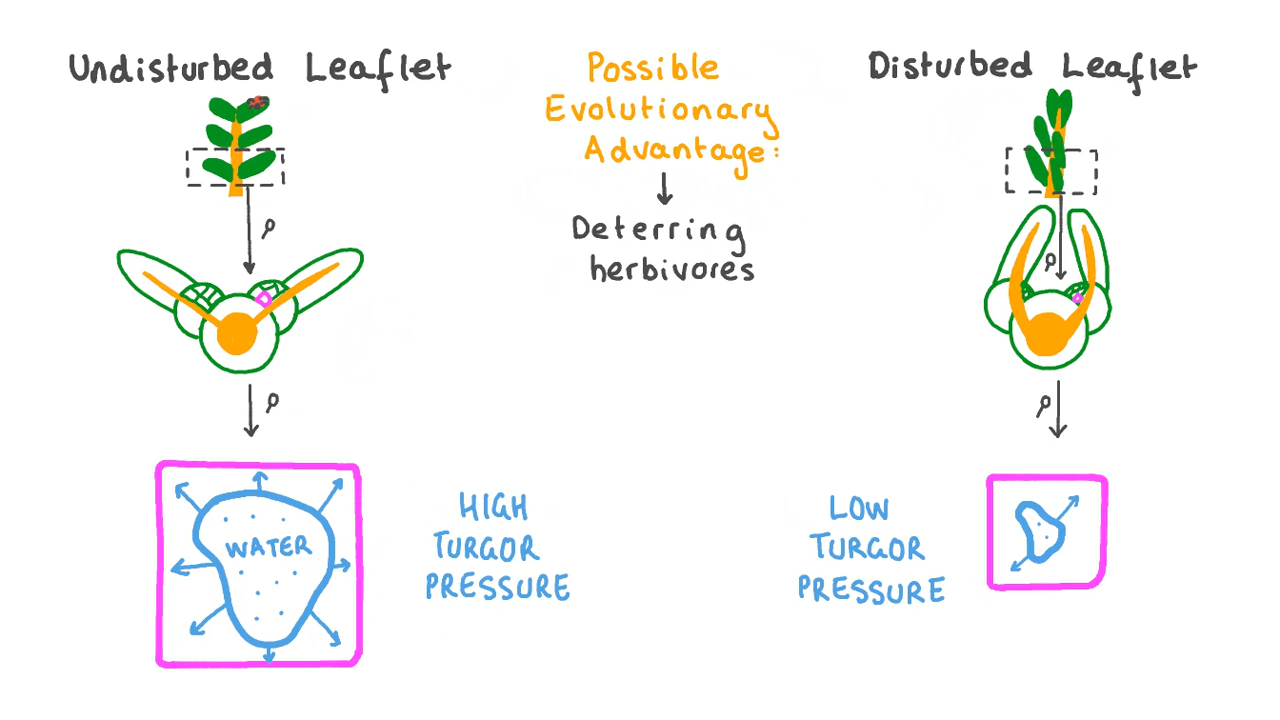 Undisturbed Leaflet
Possible
Evolutionary
Advantage:
Deterring
herbivores
Disturbed Leaflet
WATER
HIGH
TURGOR
PRESSURE
LOW
TURGOR
PRESSURE